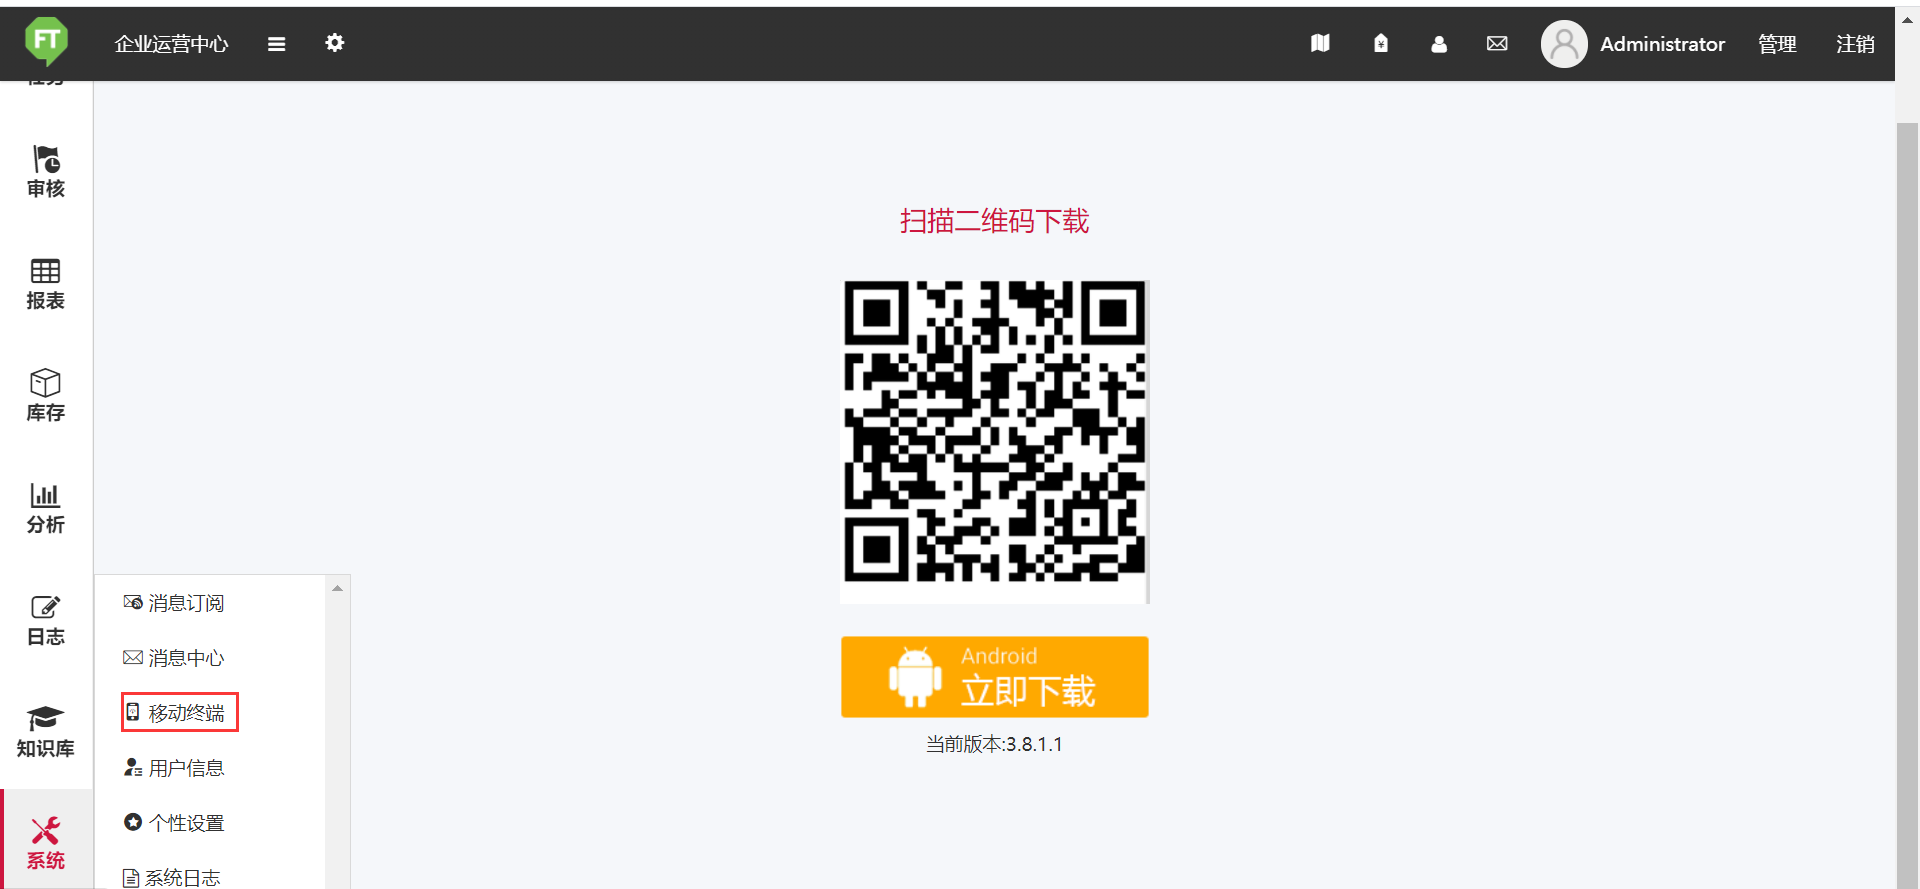 FT
企业运营中心
Administrator
管理
注销
任务
审核
报表
库存
分析
日志
知识库
系统
消息订阅
消息中心
移动终端
用户信息
个性设置
系统日志
扫描二维码下载
Android
立即下载
当前版本:3.8.1.1